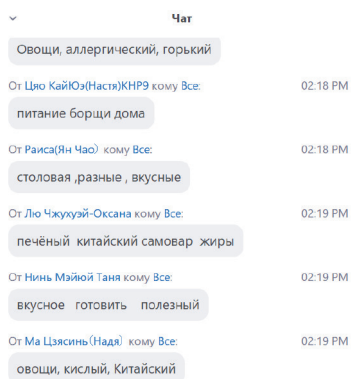 Чат
Овощи, аллергический, горький
От Цяо КайЮэ(Настя)КНР9 кому Все: 02:18 PM
питание борщи дома
От Раиса(Ян Чао） кому Все: 02:18 PM
столовая ,разные , вкусные
От Лю Чжухуэй-Оксана кому Все: 02:19 PM
печёный китайский самовар жиры
От Нинь Мэйюй Таня кому Все: 02:19 PM
вкусное готовить полезный
От Ма Цзясинь（Надя） кому Все: 02:19 PM
овощи, кислый, Китайский